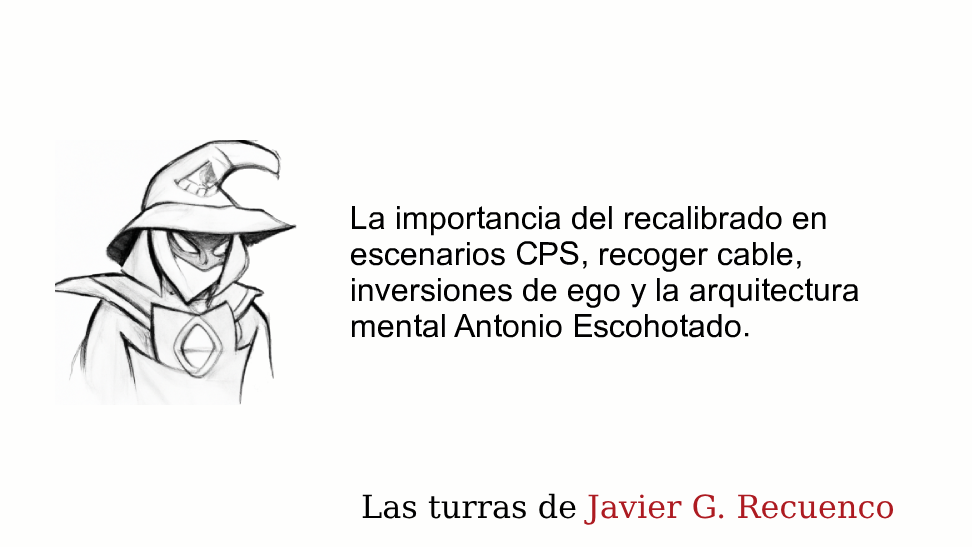 La importancia del recalibrado en
escenarios CPS, recoger cable,
inversiones de ego y la arquitectura
mental Antonio Escohotado.
Las turras de Javier G. Recuenco